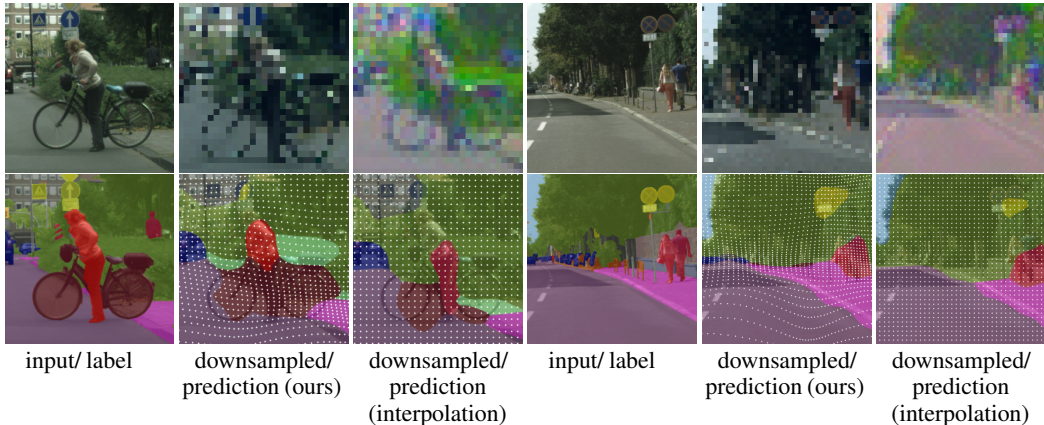 input/ label
downsampled/
prediction (ours)
downsampled/
prediction
(interpolation)
input/ label
downsampled/
prediction (ours)
downsampled/
prediction
(interpolation)